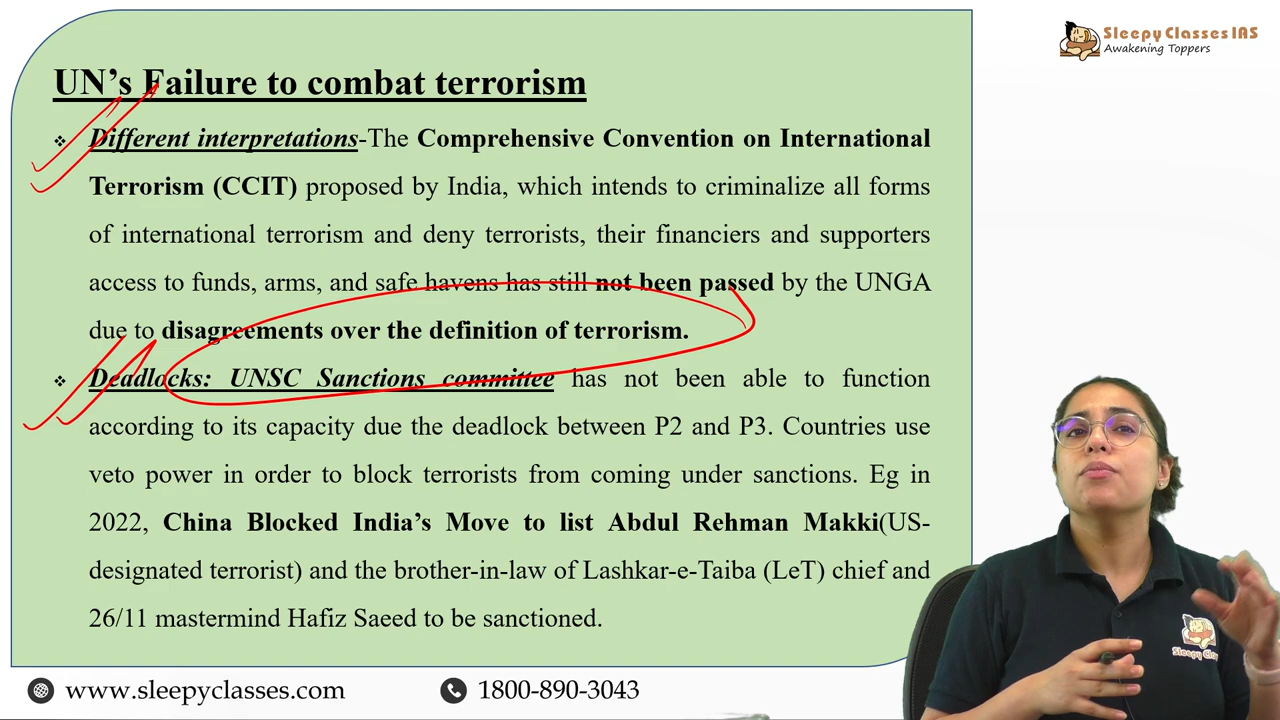 Sleepy Classes IAS
Awakening Toppers
UN's Failure to combat terrorism
❖ Different interpretations-The Comprehensive Convention on International
Terrorism (CCIT) proposed by India, which intends to criminalize all forms
of international terrorism and deny terrorists, their financiers and supporters
access to funds, arms, and safe havens has still not been passed by the UNGA
due to disagreements over the definition of terrorism.
❖ Deadlocks: UNSC Sanctions committee has not been able to function
according to its capacity due the deadlock between P2 and P3. Countries use
veto power in order to block terrorists from coming under sanctions. Eg in
2022, China Blocked India's Move to list Abdul Rehman Makki(US-
designated terrorist) and the brother-in-law of Lashkar-e-Taiba (LeT) chief and
26/11 mastermind Hafiz Saeed to be sanctioned.
Sleepy
www.sleepyclasses.com
1800-890-3043